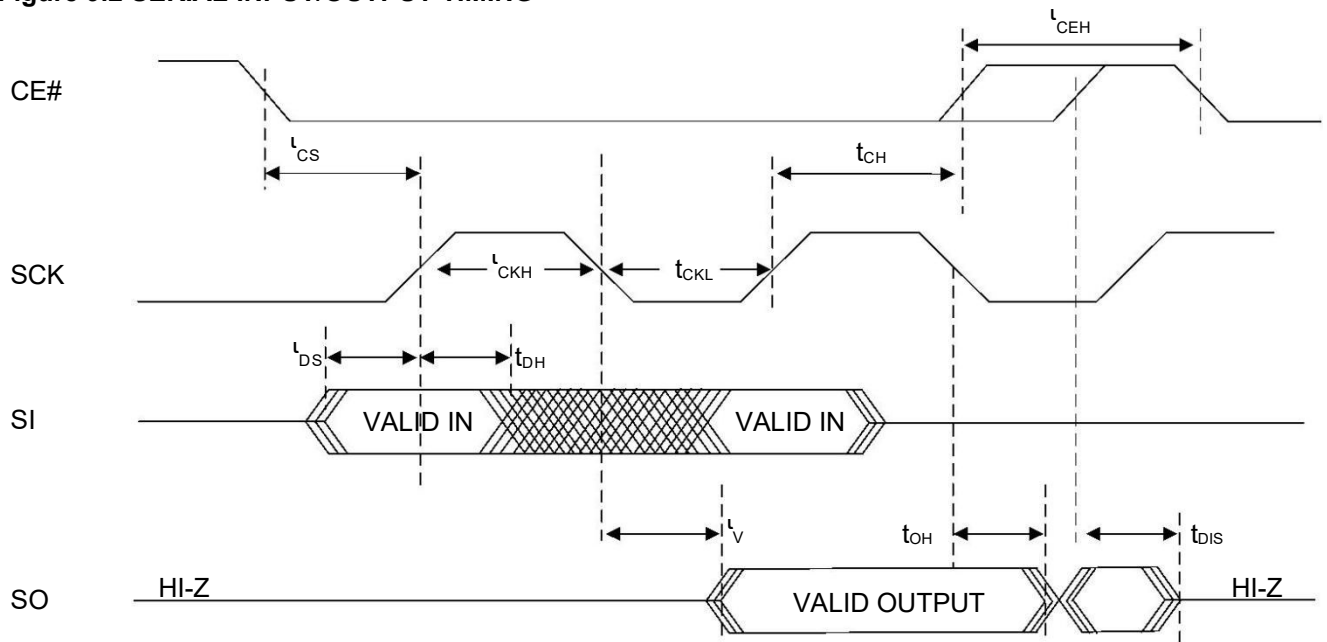 tCEH
CE#
tCS
tCH
SCK
tCKH
tCKL
tDS
tDH
SI
VALID IN
VALID IN
tV
tOH
tDIS
SO
HI-Z
VALID OUTPUT
HI-Z